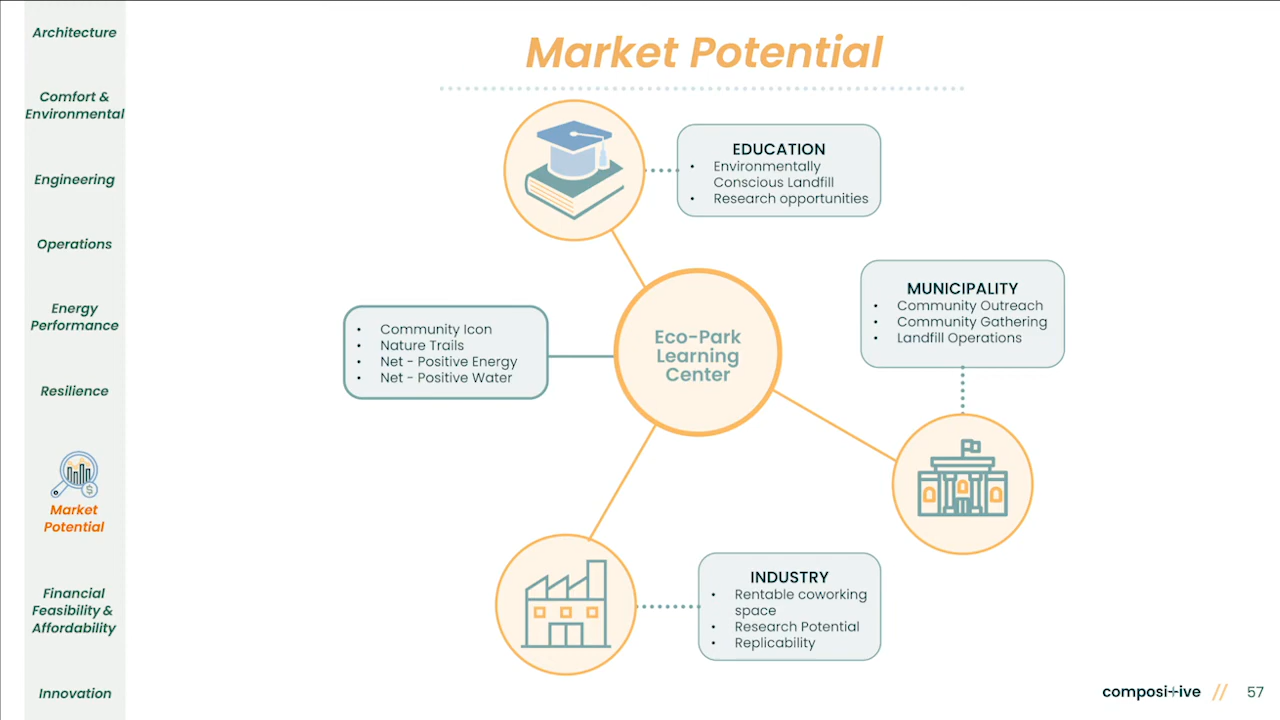 Architecture
Comfort &
Environmental
Engineering
Operations
Energy
Performance
Resilience
Market
Potential
Financial
Feasibility &
Affordability
Innovation
Market Potential
EDUCATION
• Environmentally
Conscious Landfill
• Research opportunities
MUNICIPALITY
• Community Outreach
• Community Gathering
• Landfill Operations
• Community Icon
• Nature Trails
• Net - Positive Energy
• Net - Positive Water
Eco-Park
Learning
Center
INDUSTRY
• Rentable coworking
space
• Research Potential
• Replicability
$
composi+ive // 57